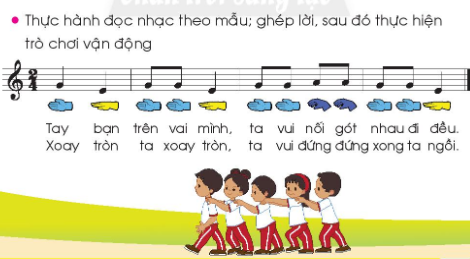 Thực hành đọc nhạc theo mẫu; ghép lời, sau đó thực hiện
trò chơi vận động
2
4
Tay bạn trên vai mình, ta vui nối gót nhau đi đều.
Xoay tròn ta xoay tròn, ta vui đứng đứng xong ta ngồi.